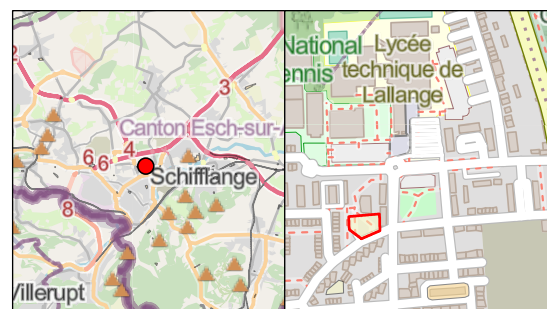 2
3
Canton Esch-sur-
4
6
6
Schifflange
8
Villerupt
National
ennis
Lycée
technique de
Lallange